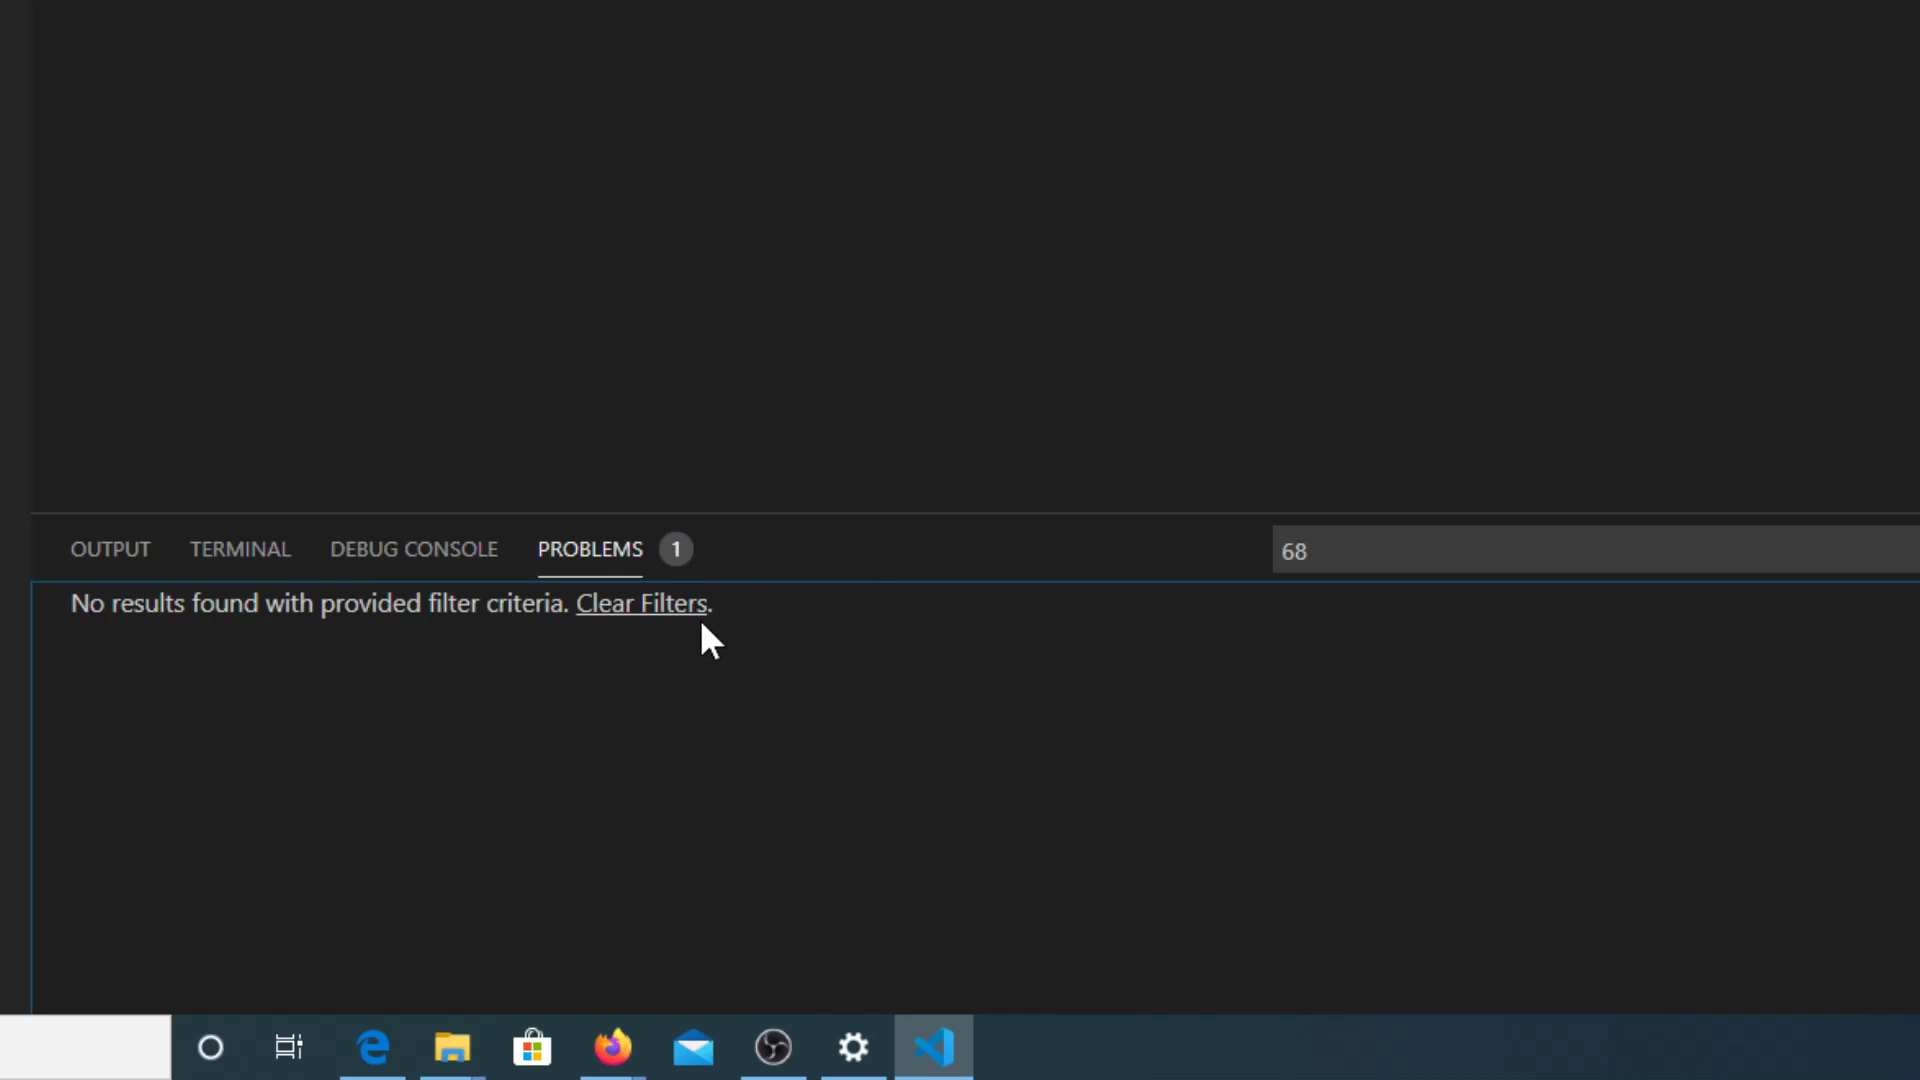 OUTPUT TERMINAL DEBUG CONSOLE PROBLEMS 1 68
No results found with provided filter criteria. Clear Filters.